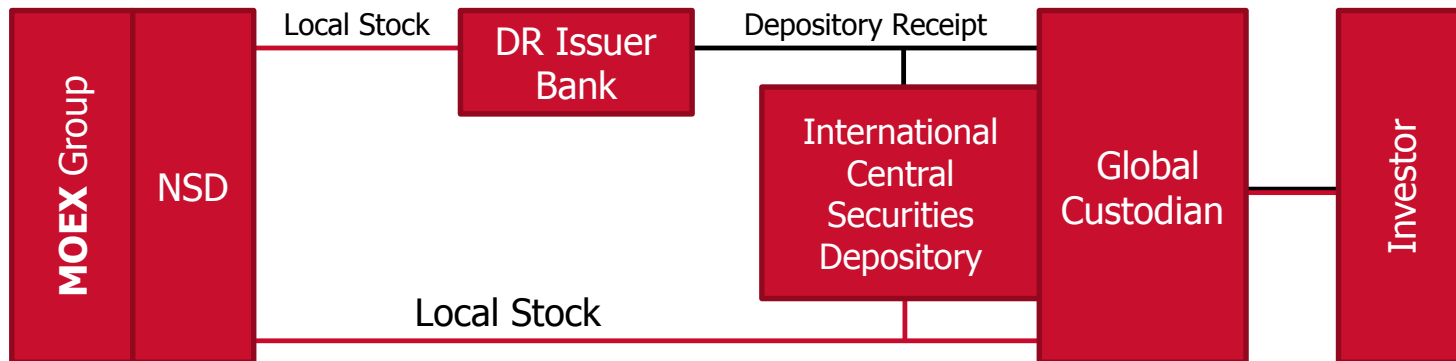 MOEX Group
NSD
Local Stock
DR Issuer
Bank
Depository Receipt
International
Central
Securities
Depository
Global
Custodian
Investor
Local Stock